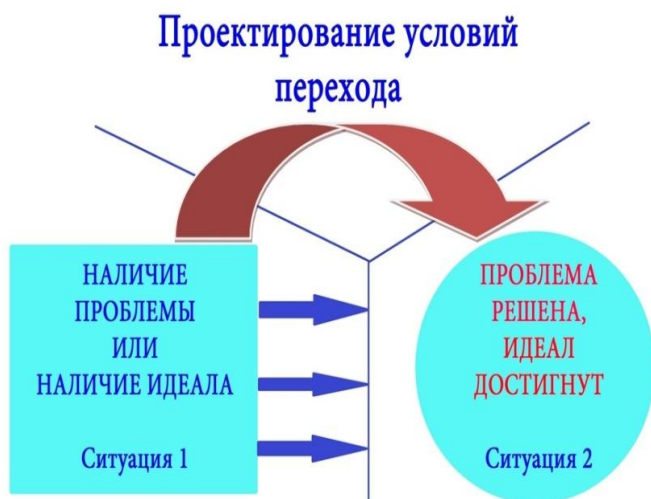 Проектирование условий
перехода
НАЛИЧИЕ
ПРОБЛЕМЫ
ИЛИ
НАЛИЧИЕ ИДЕАЛА
Ситуация 1
ПРОБЛЕМА
РЕШЕНА,
ИДЕАЛ
ДОСТИГНУТ
Ситуация 2